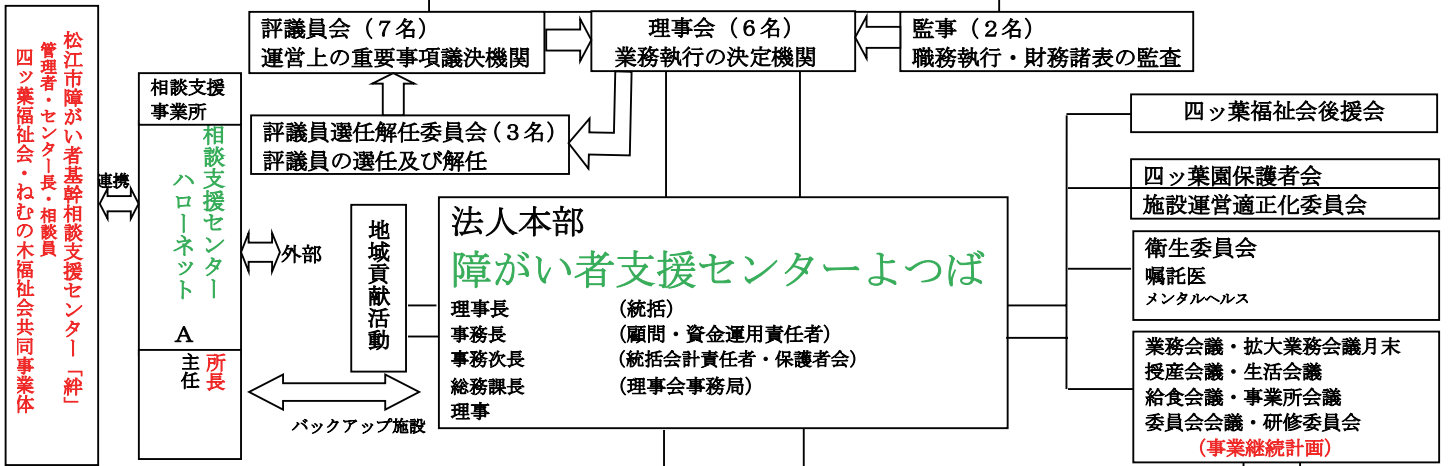 松江市障がい者基幹相談支援センター「絆」
管理者・センター長・相談員
四ッ葉福祉会・ねむの木福祉会共同事業体
連携
相談支援
事業所
相談支援センター
ハローネット
A
所長
主任
外部
評議員会（７名）
運営上の重要事項議決機関
理事会（６名）
業務執行の決定機関
監事（２名）
職務執行・財務諸表の監査
評議員選任解任委員会（３名）
評議員の選任及び解任
地域貢献活動
バックアップ施設
法人本部
障がい者支援センターよつば
理事長 （統括）
事務長 （顧問・資金運用責任者）
事務次長 （統括会計責任者・保護者会）
総務課長 （理事会事務局）
理事
四ッ葉福祉会後援会
四ッ葉園保護者会
施設運営適正化委員会
衛生委員会
嘱託医
メンタルヘルス
業務会議・拡大業務会議月末
授産会議・生活会議
給食会議・事業所会議
委員会会議・研修委員会
（事業継続計画）